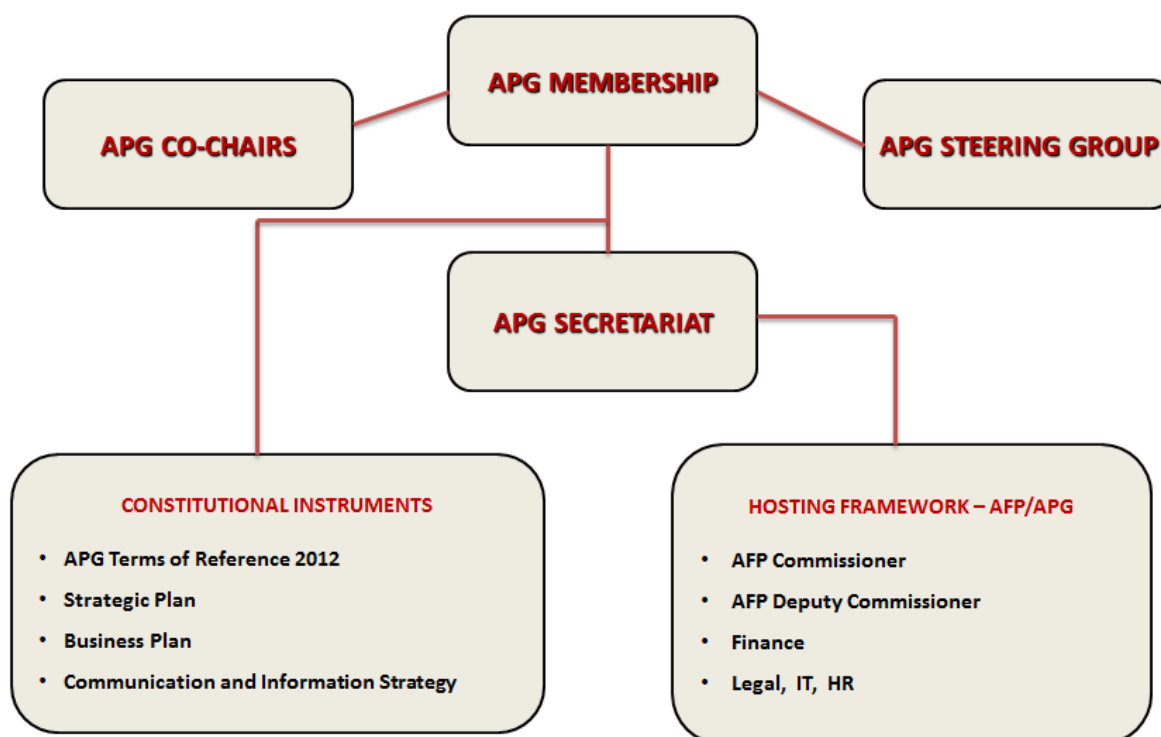 APG MEMBERSHIP
APG CO-CHAIRS
APG STEERING GROUP
APG SECRETARIAT
CONSTITUTIONAL INSTRUMENTS
• APG Terms of Reference 2012
• Strategic Plan
• Business Plan
• Communication and Information Strategy
HOSTING FRAMEWORK – AFP/APG
• AFP Commissioner
• AFP Deputy Commissioner
• Finance
• Legal, IT, HR